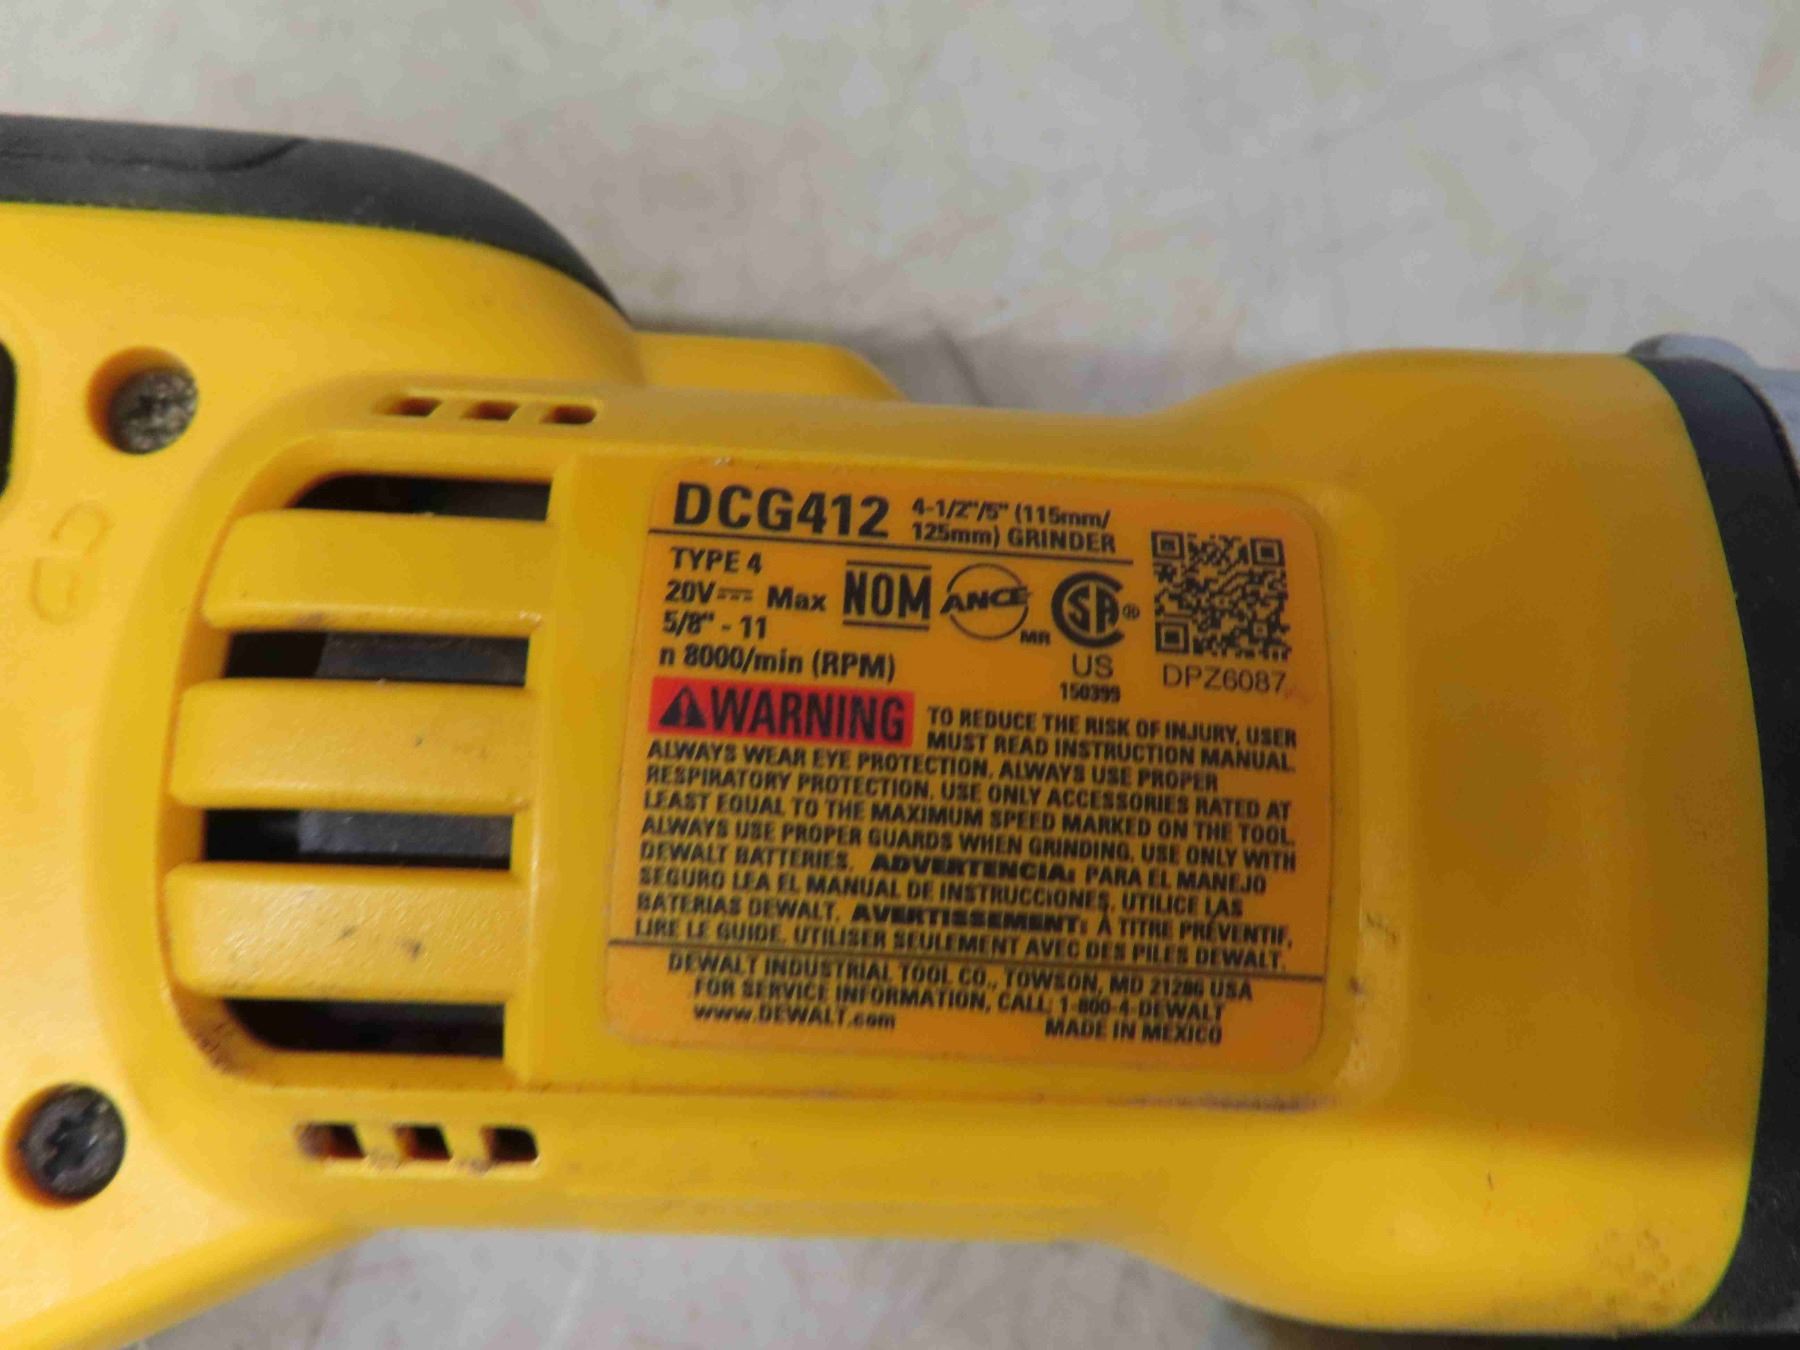 DCG412 4-1/2"/5" (115mm/
125mm) GRINDER
TYPE 4
20V⎓ Max
5/8" - 11
n 8000/min (RPM)
NOM
ANCE
MR
CSA®
US
150399
DPZ6087
WARNING TO REDUCE THE RISK OF INJURY, USER
MUST READ INSTRUCTION MANUAL.
ALWAYS WEAR EYE PROTECTION. ALWAYS USE PROPER
RESPIRATORY PROTECTION. USE ONLY ACCESSORIES RATED AT
LEAST EQUAL TO THE MAXIMUM SPEED MARKED ON THE TOOL.
ALWAYS USE PROPER GUARDS WHEN GRINDING. USE ONLY WITH
DEWALT BATTERIES. ADVERTENCIA: PARA EL MANEJO
SEGURO LEA EL MANUAL DE INSTRUCCIONES. UTILICE LAS
BATERIAS DEWALT. AVERTISSEMENT: À TITRE PRÉVENTIF,
LIRE LE GUIDE. UTILISER SEULEMENT AVEC DES PILES DEWALT.
DEWALT INDUSTRIAL TOOL CO., TOWSON, MD 21286 USA
FOR SERVICE INFORMATION, CALL: 1-800-4-DEWALT
www.DEWALT.com MADE IN MEXICO